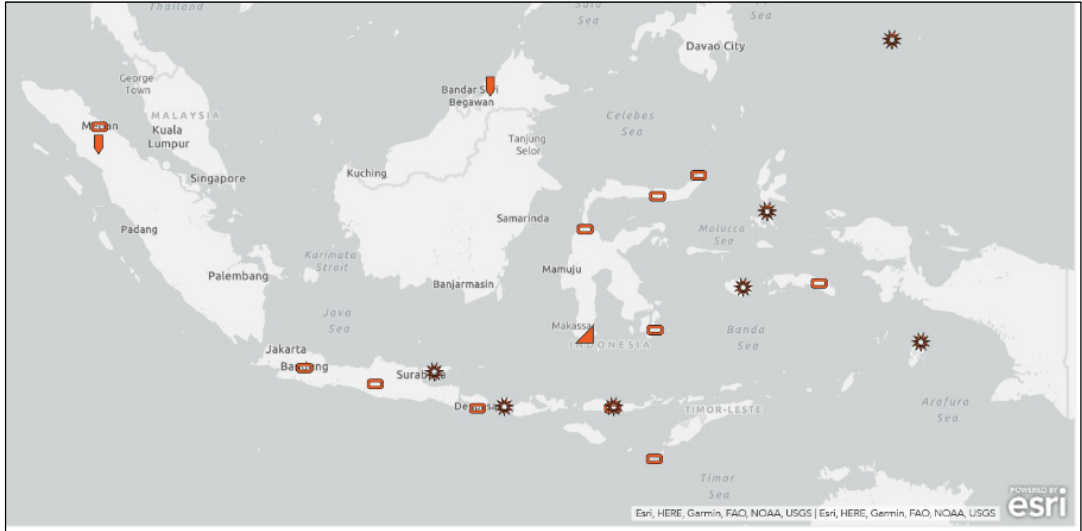 Thailand
Sulu
Sea
Sea
Davao City
George
Town
Bandar Seri
Begawan
MALAYSIA
Celebes
Sea
Medan
Kuala
Lumpur
Tanjung
Selor
Kuching
Singapore
Samarinda
Padang
Molucca
Sea
Karimata
Strait
Mamuju
Palembang
Banjarmasin
Java
Sea
Makassar
Banda
Sea
INDONESIA
Jakarta
Bandung
Surabaya
Denpasar
TIMOR-LESTE
Arafura
Sea
Timor
Sea
POWERED BY
esri
Esri, HERE, Garmin, FAO, NOAA, USGS | Esri, HERE, Garmin, FAO, NOAA, USGS